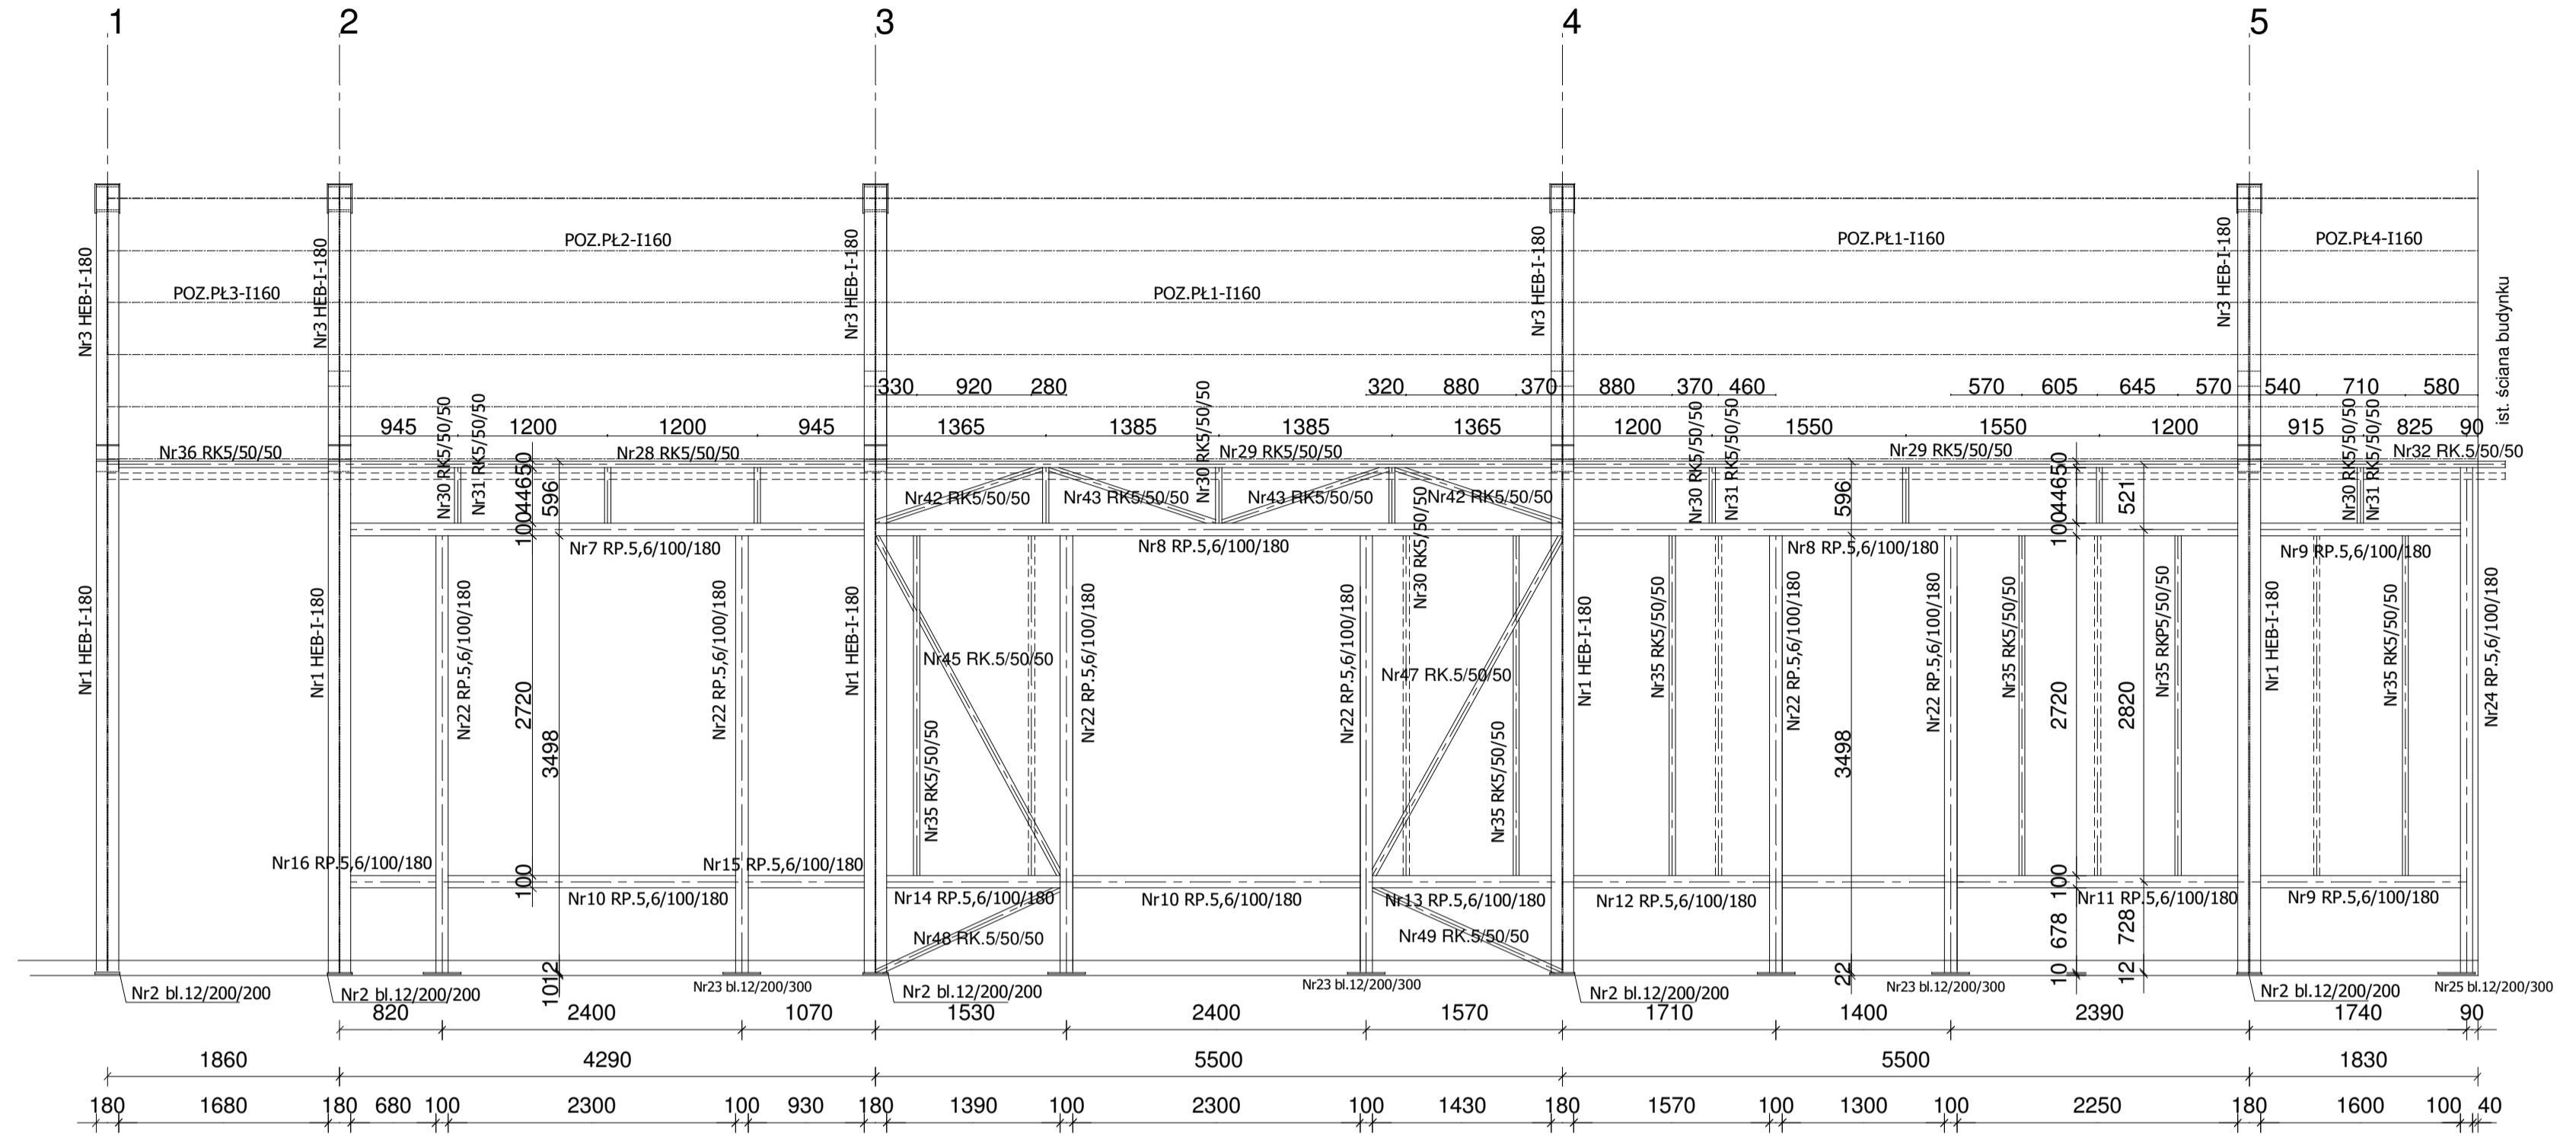 1
2
3
4
5
POZ.PŁ2-I160
POZ.PŁ1-I160
POZ.PŁ4-I160
POZ.PŁ3-I160
POZ.PŁ1-I160
Nr3 HEB-I-180
Nr3 HEB-I-180
Nr3 HEB-I-180
Nr3 HEB-I-180
Nr3 HEB-I-180
ist. ściana budynku
330 920 280 320 880 370 880 370 460 570 605 645 570 540 710 580
945 1200 1200 945 1365 1385 1385 1365 1200 1550 1550 1200 915 825 90
Nr36 RK5/50/50
Nr28 RK5/50/50
Nr29 RK5/50/50
Nr29 RK5/50/50
Nr32 RK.5/50/50
Nr30 RK5/50/50/50
Nr31 RK5/50/50/50
Nr30 RK5/50/50/50
Nr30 RK5/50/50/50
Nr30 RK5/50/50/50
Nr31 RK5/50/50/50
Nr30 RK5/50/50/50
Nr31 RK5/50/50/50
Nr42 RK5/50/50
Nr43 RK5/50/50
Nr43 RK5/50/50
Nr42 RK5/50/50
50
446
100
596
596
50
446
100
521
Nr7 RP.5,6/100/180
Nr8 RP.5,6/100/180
Nr8 RP.5,6/100/180
Nr9 RP.5,6/100/180
Nr1 HEB-I-180
Nr1 HEB-I-180
Nr22 RP.5,6/100/180
Nr22 RP.5,6/100/180
Nr1 HEB-I-180
Nr45 RK.5/50/50
Nr35 RK5/50/50
Nr22 RP.5,6/100/180
Nr22 RP.5,6/100/180
Nr47 RK.5/50/50
Nr35 RK5/50/50
Nr1 HEB-I-180
Nr35 RK5/50/50
Nr22 RP.5,6/100/180
Nr22 RP.5,6/100/180
Nr35 RK5/50/50
Nr35 RKP5/50/50
Nr1 HEB-I-180
Nr35 RK5/50/50
Nr24 RP.5,6/100/180
2720
3498
3498
2720
2820
Nr16 RP.5,6/100/180
Nr15 RP.5,6/100/180
100
100
Nr10 RP.5,6/100/180
Nr14 RP.5,6/100/180
Nr10 RP.5,6/100/180
Nr13 RP.5,6/100/180
Nr12 RP.5,6/100/180
Nr11 RP.5,6/100/180
Nr9 RP.5,6/100/180
Nr48 RK.5/50/50
Nr49 RK.5/50/50
678
728
1012
22
10
12
Nr2 bl.12/200/200
Nr2 bl.12/200/200
Nr23 bl.12/200/300
Nr2 bl.12/200/200
Nr23 bl.12/200/300
Nr2 bl.12/200/200
Nr23 bl.12/200/300
Nr2 bl.12/200/200
Nr25 bl.12/200/300
820 2400 1070 1530 2400 1570 1710 1400 2390 1740 90
1860 4290 5500 5500 1830
180 1680 180 680 100 2300 100 930 180 1390 100 2300 100 1430 180 1570 100 1300 100 2250 180 1600 100 40